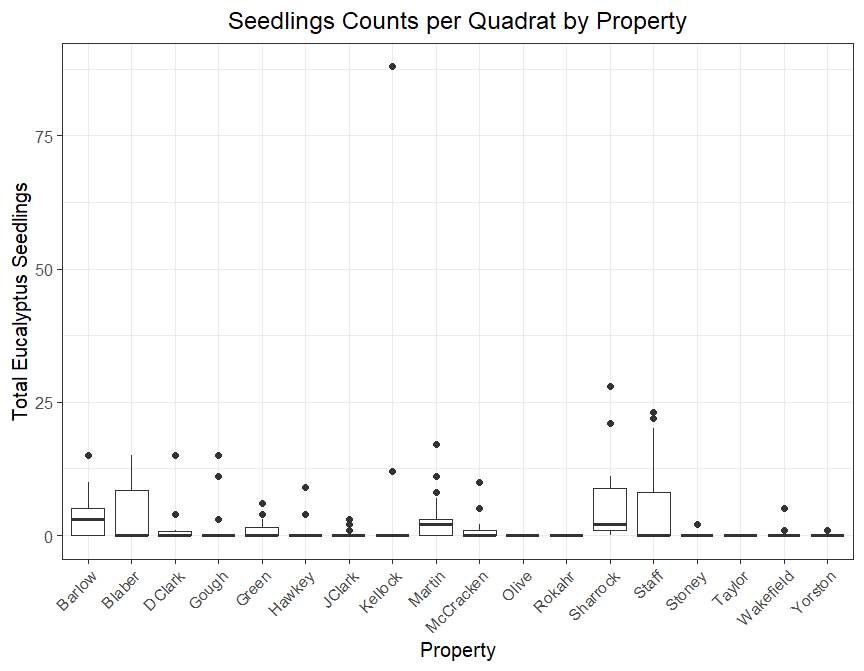 Seedlings Counts per Quadrat by Property
Total Eucalyptus Seedlings
75
50
25
0
Barlow
Blaber
DClark
Gough
Green
Hawkey
JClark
Kellock
Martin
McCracken
Olive
Rokahr
Sharrock
Staff
Stoney
Taylor
Wakefield
Yorston
Property